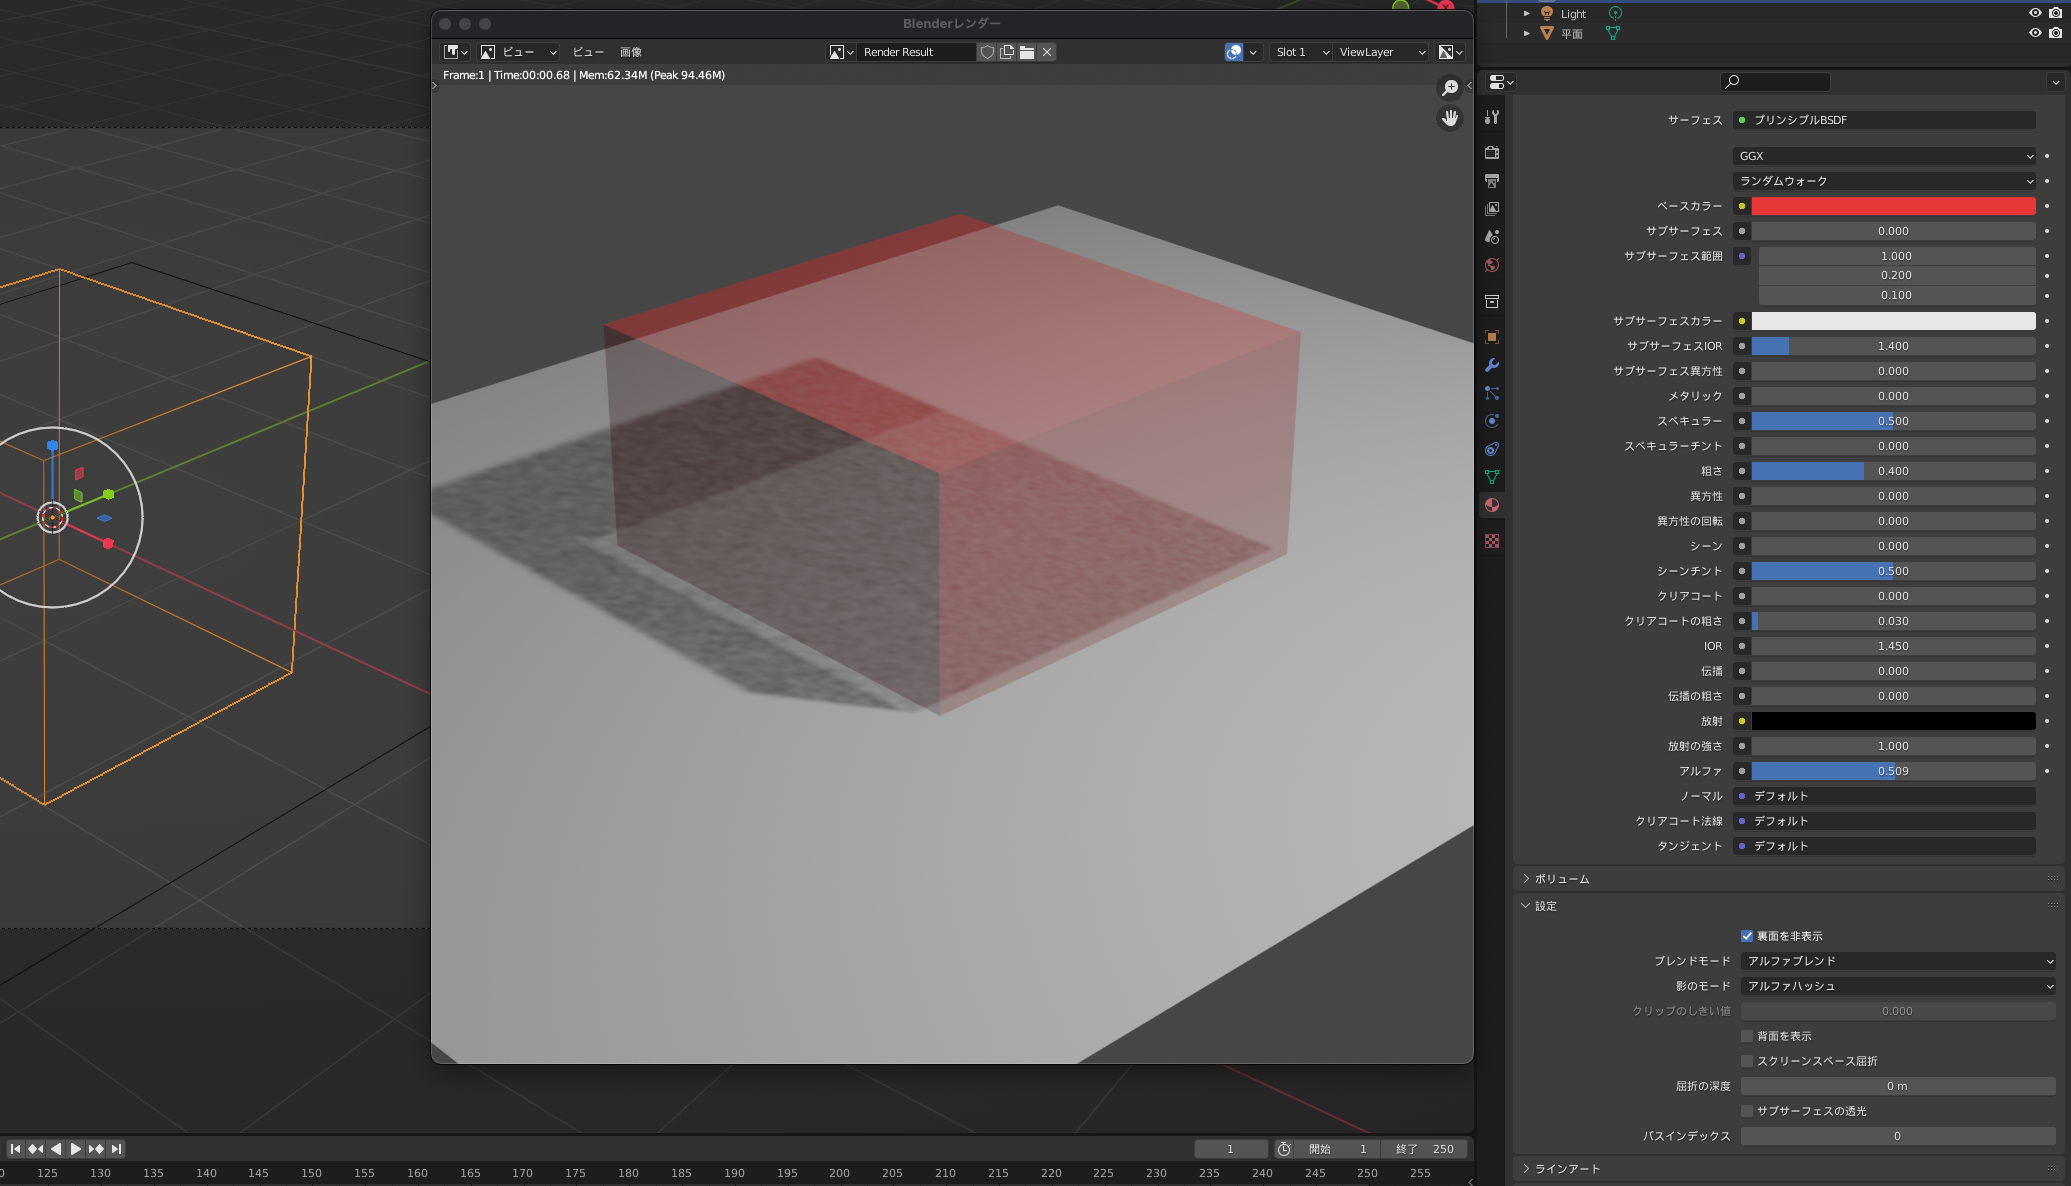 Blenderレンダー
ビュー ビュー 画像 Render Result Slot 1 ViewLayer
Frame:1 | Time:00:00.68 | Mem:62.34M (Peak 94.46M)
Light
平面
サーフェス プリンシプルBSDF
GGX
ランダムウォーク
ベースカラー
サブサーフェス 0.000
サブサーフェス範囲 1.000
0.200
0.100
サブサーフェスカラー
サブサーフェスIOR 1.400
サブサーフェス異方性 0.000
メタリック 0.000
スペキュラー 0.500
スペキュラーチント 0.000
粗さ 0.400
異方性 0.000
異方性の回転 0.000
シーン 0.000
シーンチント 0.500
クリアコート 0.000
クリアコートの粗さ 0.030
IOR 1.450
伝播 0.000
伝播の粗さ 0.000
放射
放射の強さ 1.000
アルファ 0.509
ノーマル デフォルト
クリアコート法線 デフォルト
タンジェント デフォルト
ボリューム
設定
裏面を非表示
ブレンドモード アルファブレンド
影のモード アルファハッシュ
クリップのしきい値 0.000
背面を表示
スクリーンスペース屈折
屈折の深度 0 m
サブサーフェスの透光
パスインデックス 0
ラインアート
1 開始 1 終了 250
125 130 135 140 145 150 155 160 165 170 175 180 185 190 195 200 205 210 215 220 225 230 235 240 245 250 255